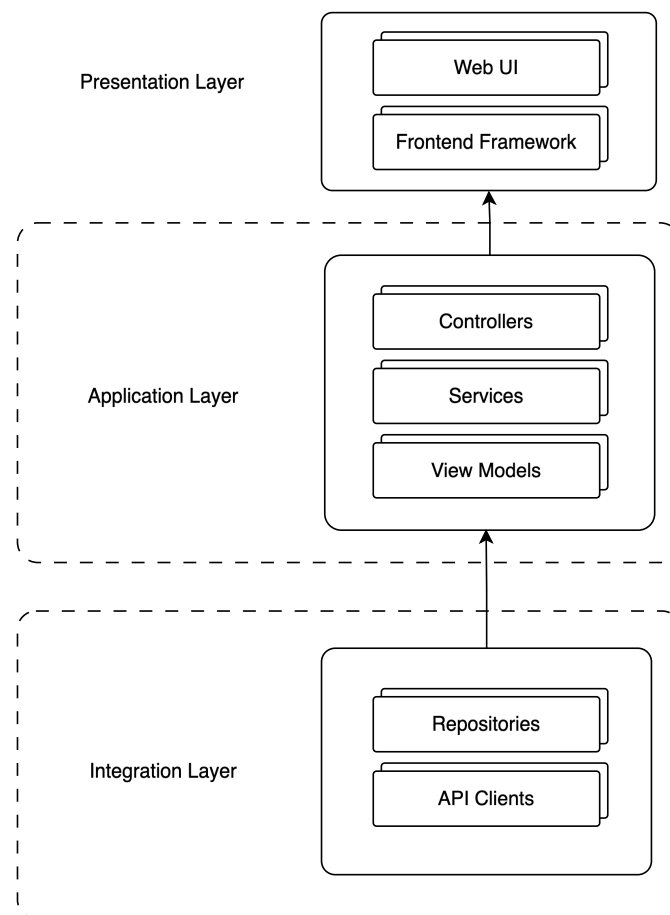 Presentation Layer
Web UI
Frontend Framework
Application Layer
Controllers
Services
View Models
Integration Layer
Repositories
API Clients